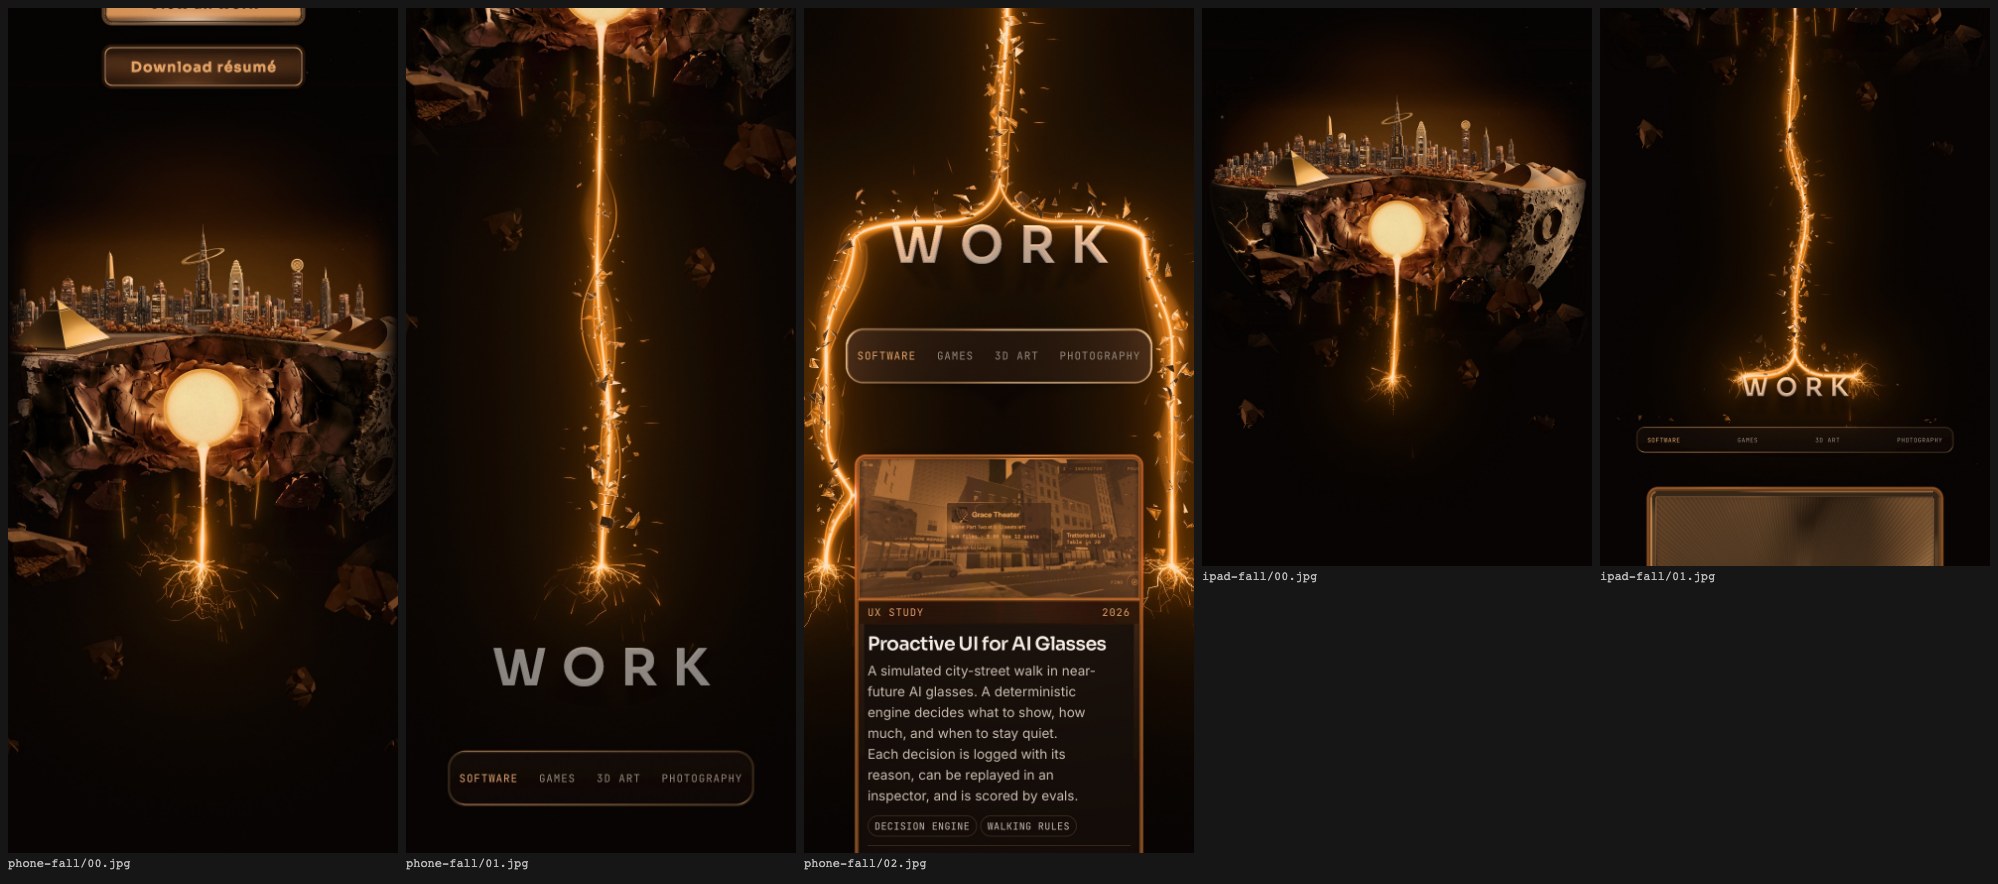 Download résumé
phone-fall/00.jpg
WORK
SOFTWARE GAMES 3D ART PHOTOGRAPHY
phone-fall/01.jpg
WORK
SOFTWARE GAMES 3D ART PHOTOGRAPHY
Grace Theater
UX STUDY 2026
Proactive UI for AI Glasses
A simulated city-street walk in near-
future AI glasses. A deterministic
engine decides what to show, how
much, and when to stay quiet.
Each decision is logged with its
reason, can be replayed in an
inspector, and is scored by evals.
DECISION ENGINE WALKING RULES
phone-fall/02.jpg
ipad-fall/00.jpg
WORK
SOFTWARE GAMES 3D ART PHOTOGRAPHY
ipad-fall/01.jpg